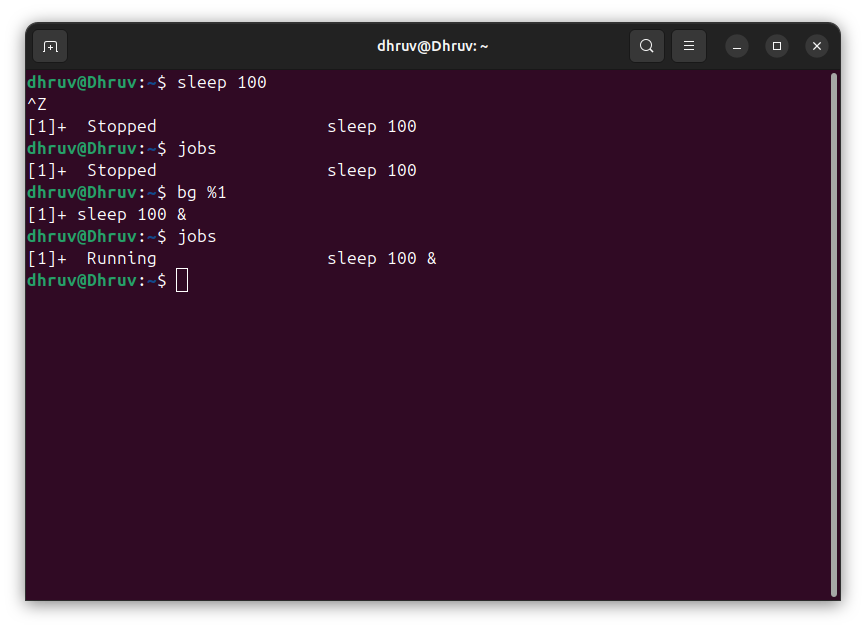 dhruv@Dhruv: ~
dhruv@Dhruv:~$ sleep 100
^Z
[1]+  Stopped                 sleep 100
dhruv@Dhruv:~$ jobs
[1]+  Stopped                 sleep 100
dhruv@Dhruv:~$ bg %1
[1]+ sleep 100 &
dhruv@Dhruv:~$ jobs
[1]+  Running                 sleep 100 &
dhruv@Dhruv:~$